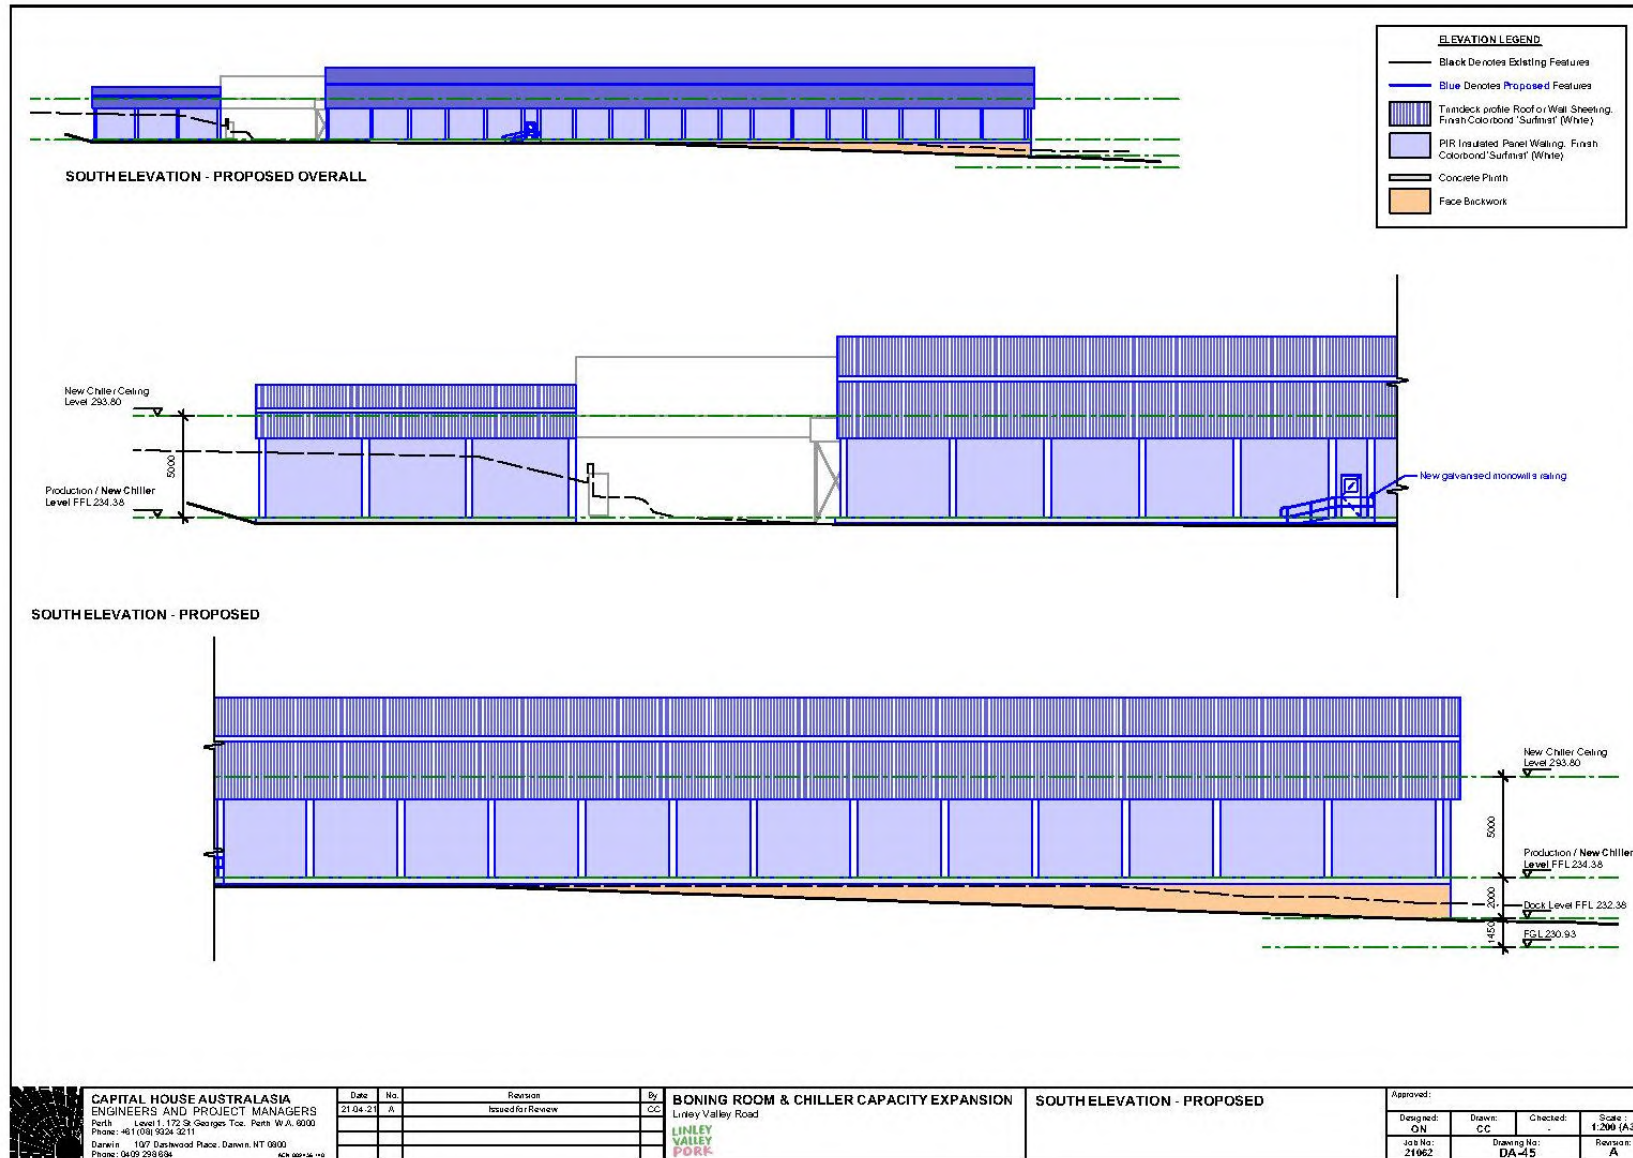 ELEVATION LEGEND
Black Denotes Existing Features
Blue Denotes Proposed Features
Trimdeck profile Roof or Wall Sheeting.
Finish Colorbond 'Surfmist' (White)
PIR Insulated Panel Walling. Finish
Colorbond 'Surfmist' (White)
Concrete Plinth
Face Brickwork
SOUTH ELEVATION - PROPOSED OVERALL
New Chiller Ceiling
Level 293.80
5000
Production / New Chiller
Level FFL 234.38
New galvanised monowills railing
SOUTH ELEVATION - PROPOSED
New Chiller Ceiling
Level 293.80
5000
Production / New Chiller
Level FFL 234.38
2000
Dock Level FFL 232.38
1450
FGL 230.93
CAPITAL HOUSE AUSTRALASIA
ENGINEERS AND PROJECT MANAGERS
Perth Level 1, 172 St Georges Tce. Perth W.A. 6000
Phone: +61 (08) 9324 3211
Darwin 10/7 Dashwood Place. Darwin, NT 0800
Phone: 0409 298 684
Date No. Revision By
21-04-21 A Issued for Review CC
BONING ROOM & CHILLER CAPACITY EXPANSION
Linley Valley Road
LINLEY
VALLEY
PORK
SOUTH ELEVATION - PROPOSED
Approved:
Designed: Drawn: Checked: Scale :
ON CC - 1:200 (A3
Job No: Drawing No: Revision:
21062 DA-45 A